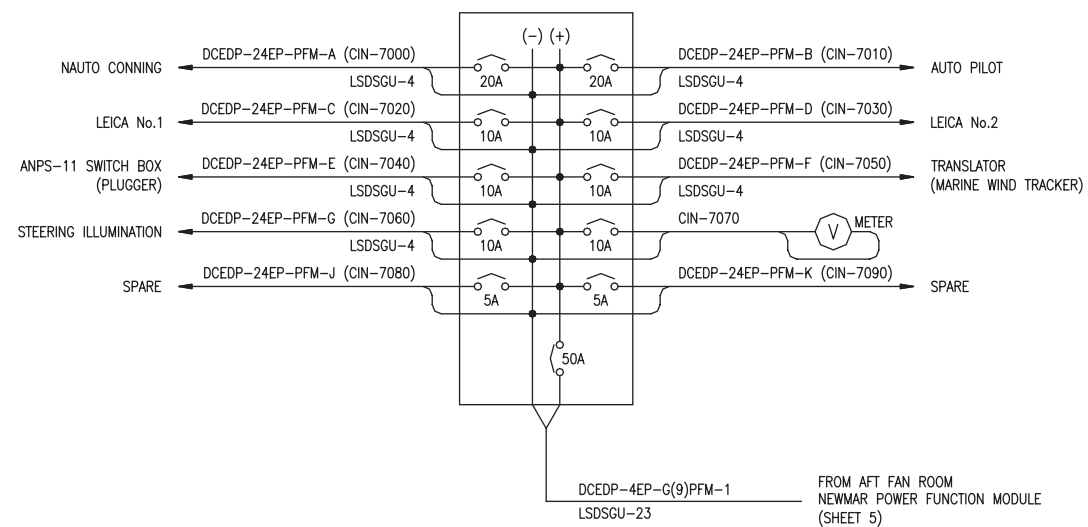 (-) (+)
DCEDP-24EP-PFM-A (CIN-7000)
NAUTO CONNING
LSDSGU-4
20A
20A
DCEDP-24EP-PFM-B (CIN-7010)
AUTO PILOT
LSDSGU-4
DCEDP-24EP-PFM-C (CIN-7020)
LEICA No.1
LSDSGU-4
10A
10A
DCEDP-24EP-PFM-D (CIN-7030)
LEICA No.2
LSDSGU-4
DCEDP-24EP-PFM-E (CIN-7040)
ANPS-11 SWITCH BOX
(PLUGGER)
LSDSGU-4
10A
10A
DCEDP-24EP-PFM-F (CIN-7050)
TRANSLATOR
(MARINE WIND TRACKER)
LSDSGU-4
DCEDP-24EP-PFM-G (CIN-7060)
STEERING ILLUMINATION
LSDSGU-4
10A
10A
CIN-7070
V
METER
DCEDP-24EP-PFM-J (CIN-7080)
SPARE
5A
5A
DCEDP-24EP-PFM-K (CIN-7090)
SPARE
50A
DCEDP-4EP-G(9)PFM-1
LSDSGU-23
FROM AFT FAN ROOM
NEWMAR POWER FUNCTION MODULE
(SHEET 5)